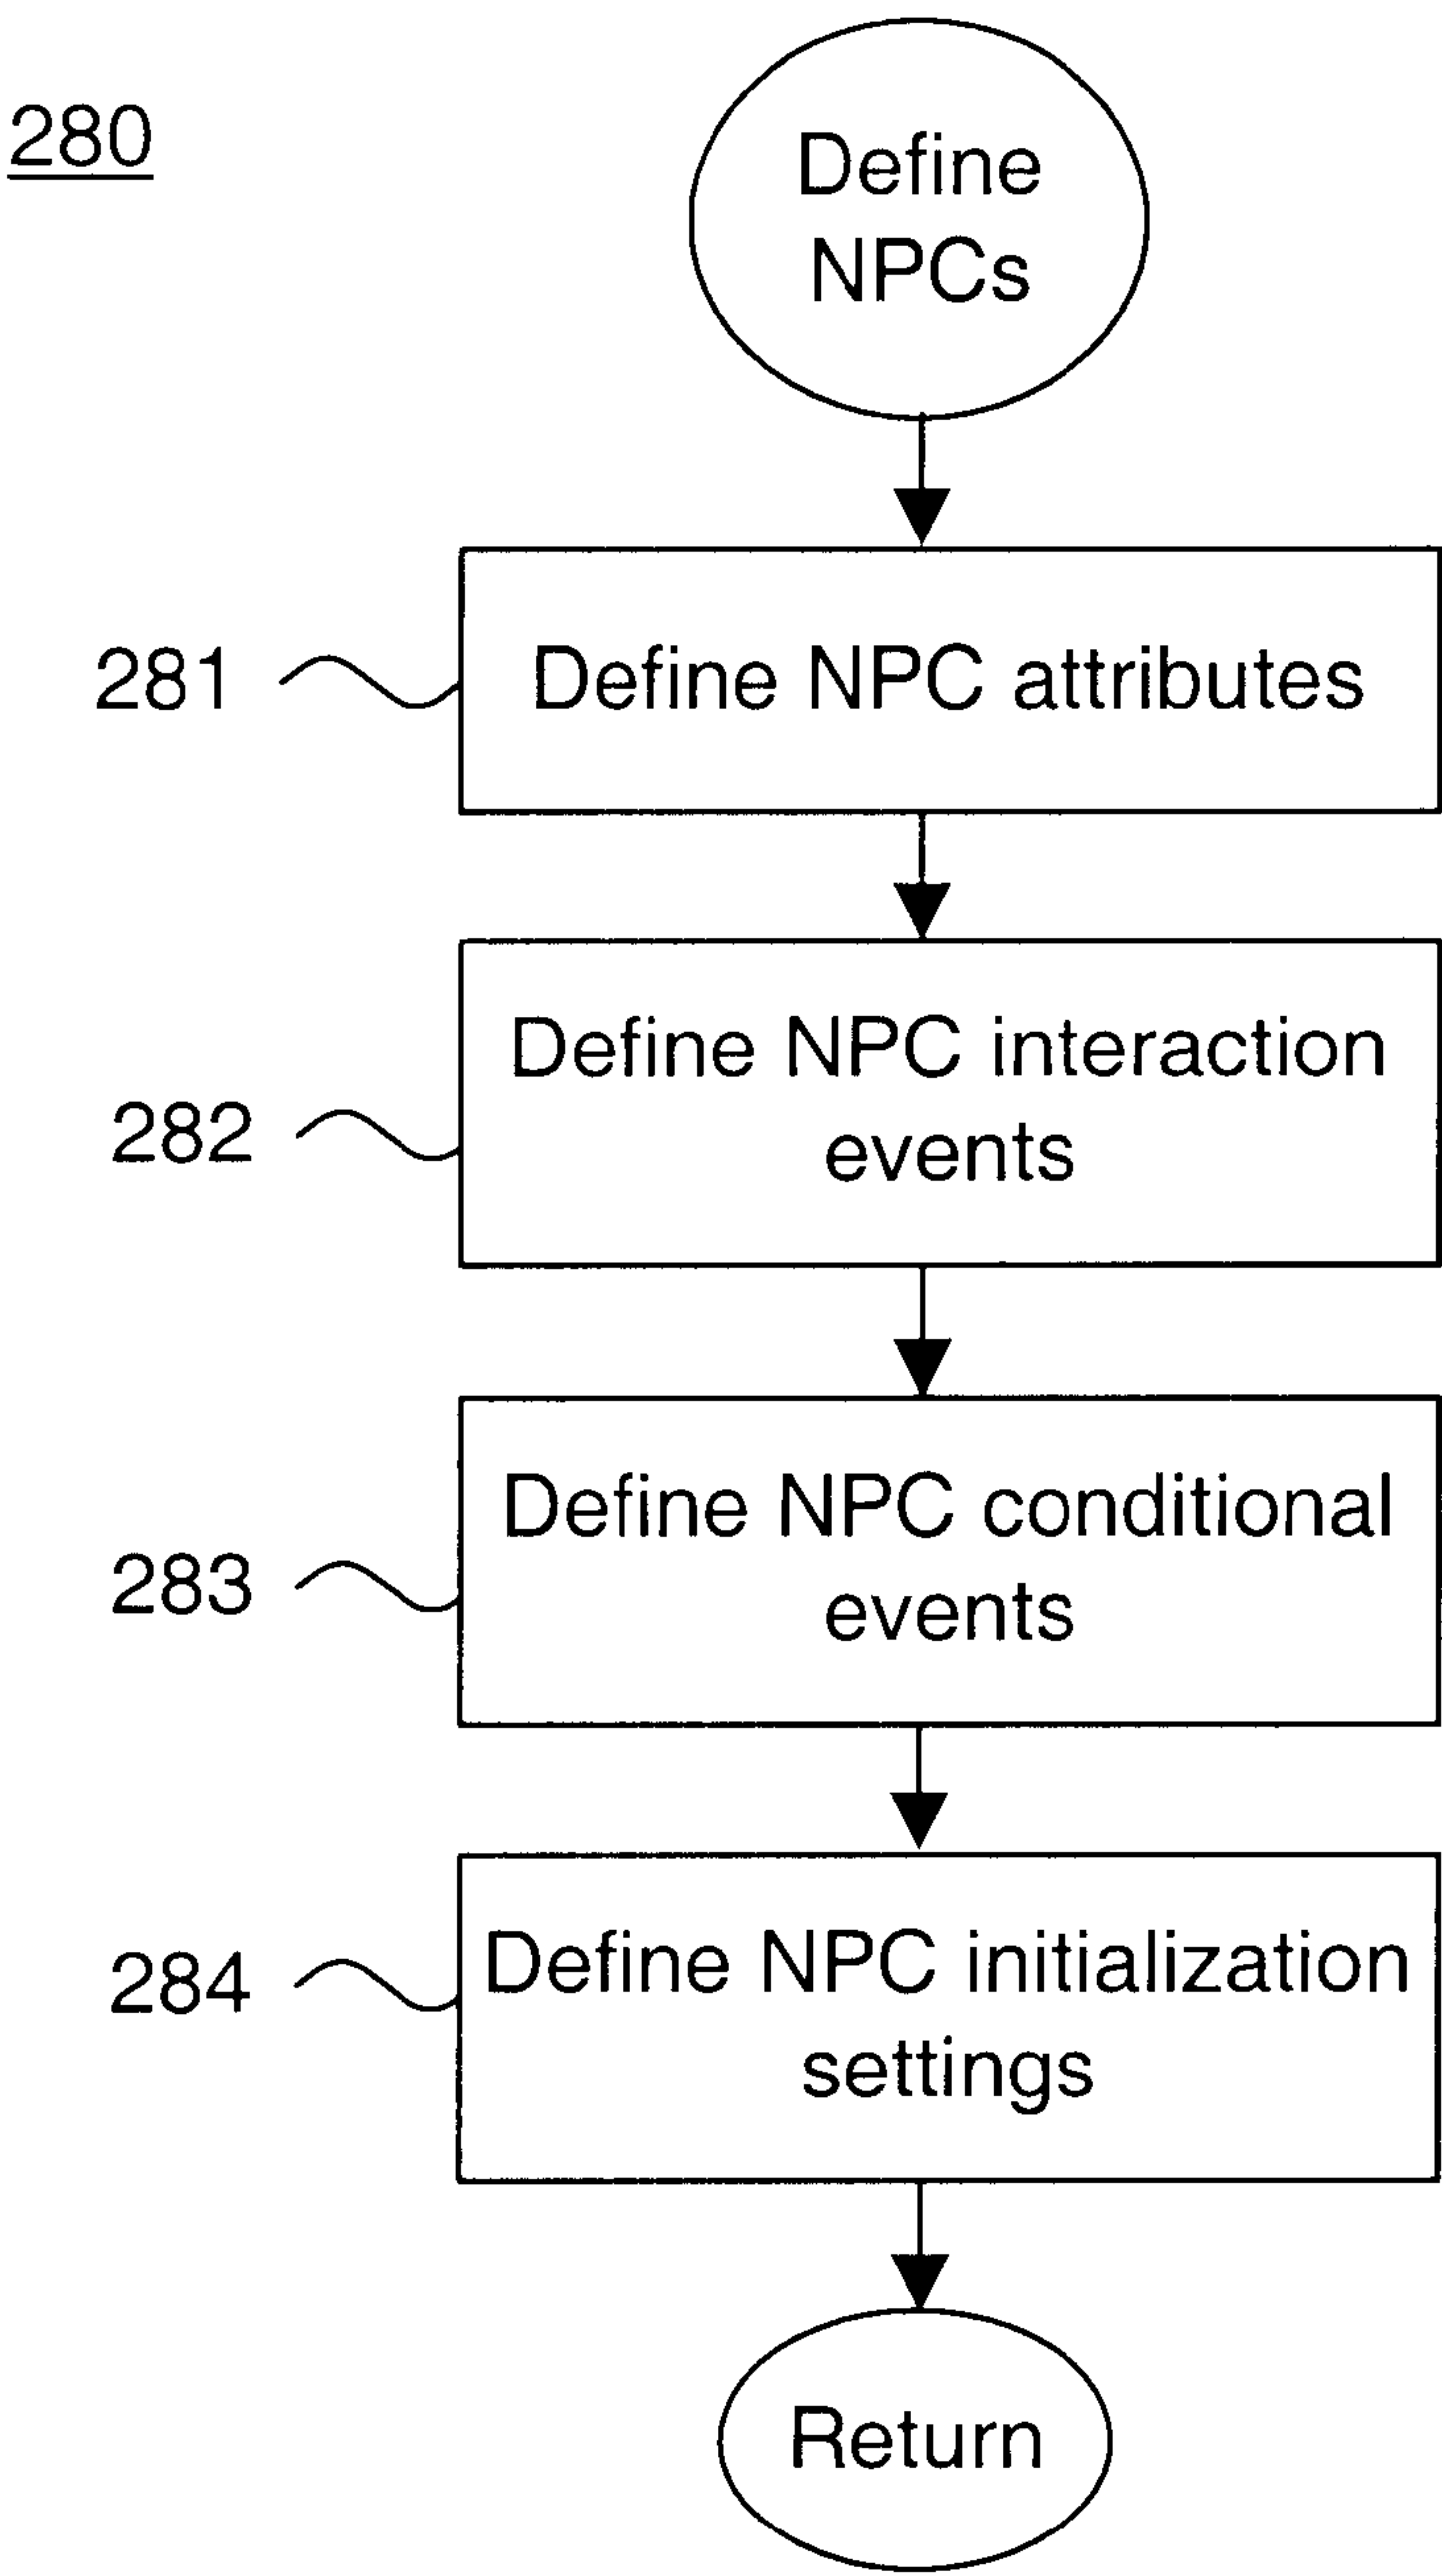 280
Define
NPCs
281
Define NPC attributes
282
Define NPC interaction
events
283
Define NPC conditional
events
284
Define NPC initialization
settings
Return